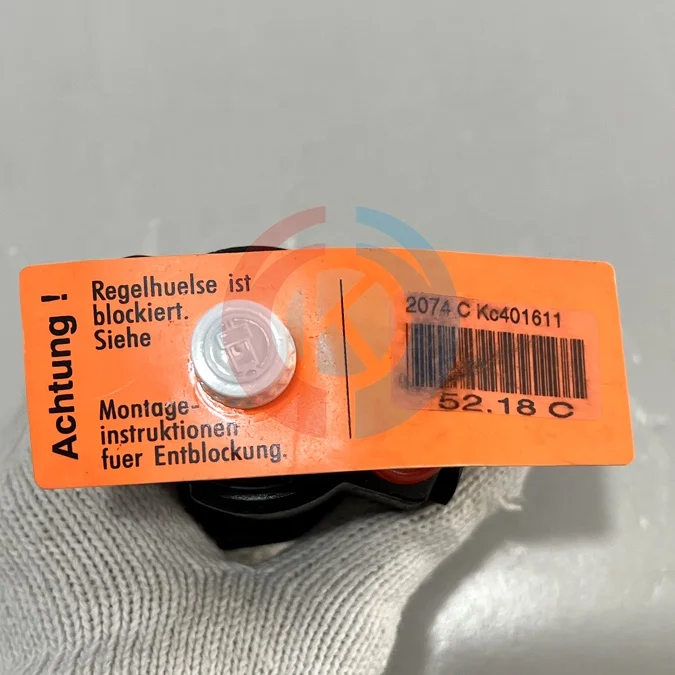 Achtung !
Regelhuelse ist
blockiert.
Siehe
Montage-
instruktionen
fuer Entblockung.
2074 C Kc401611
52.18 C